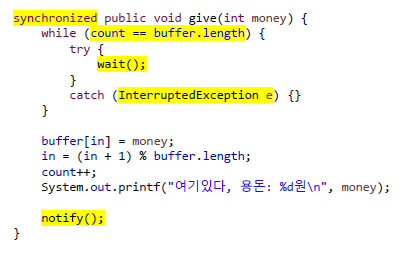 synchronized public void give(int money) {
while (count == buffer.length) {
try {
wait();
}
catch (InterruptedException e) {}
}
buffer[in] = money;
in = (in + 1) % buffer.length;
count++;
System.out.printf("여기있다, 용돈: %d원\n", money);
notify();
}